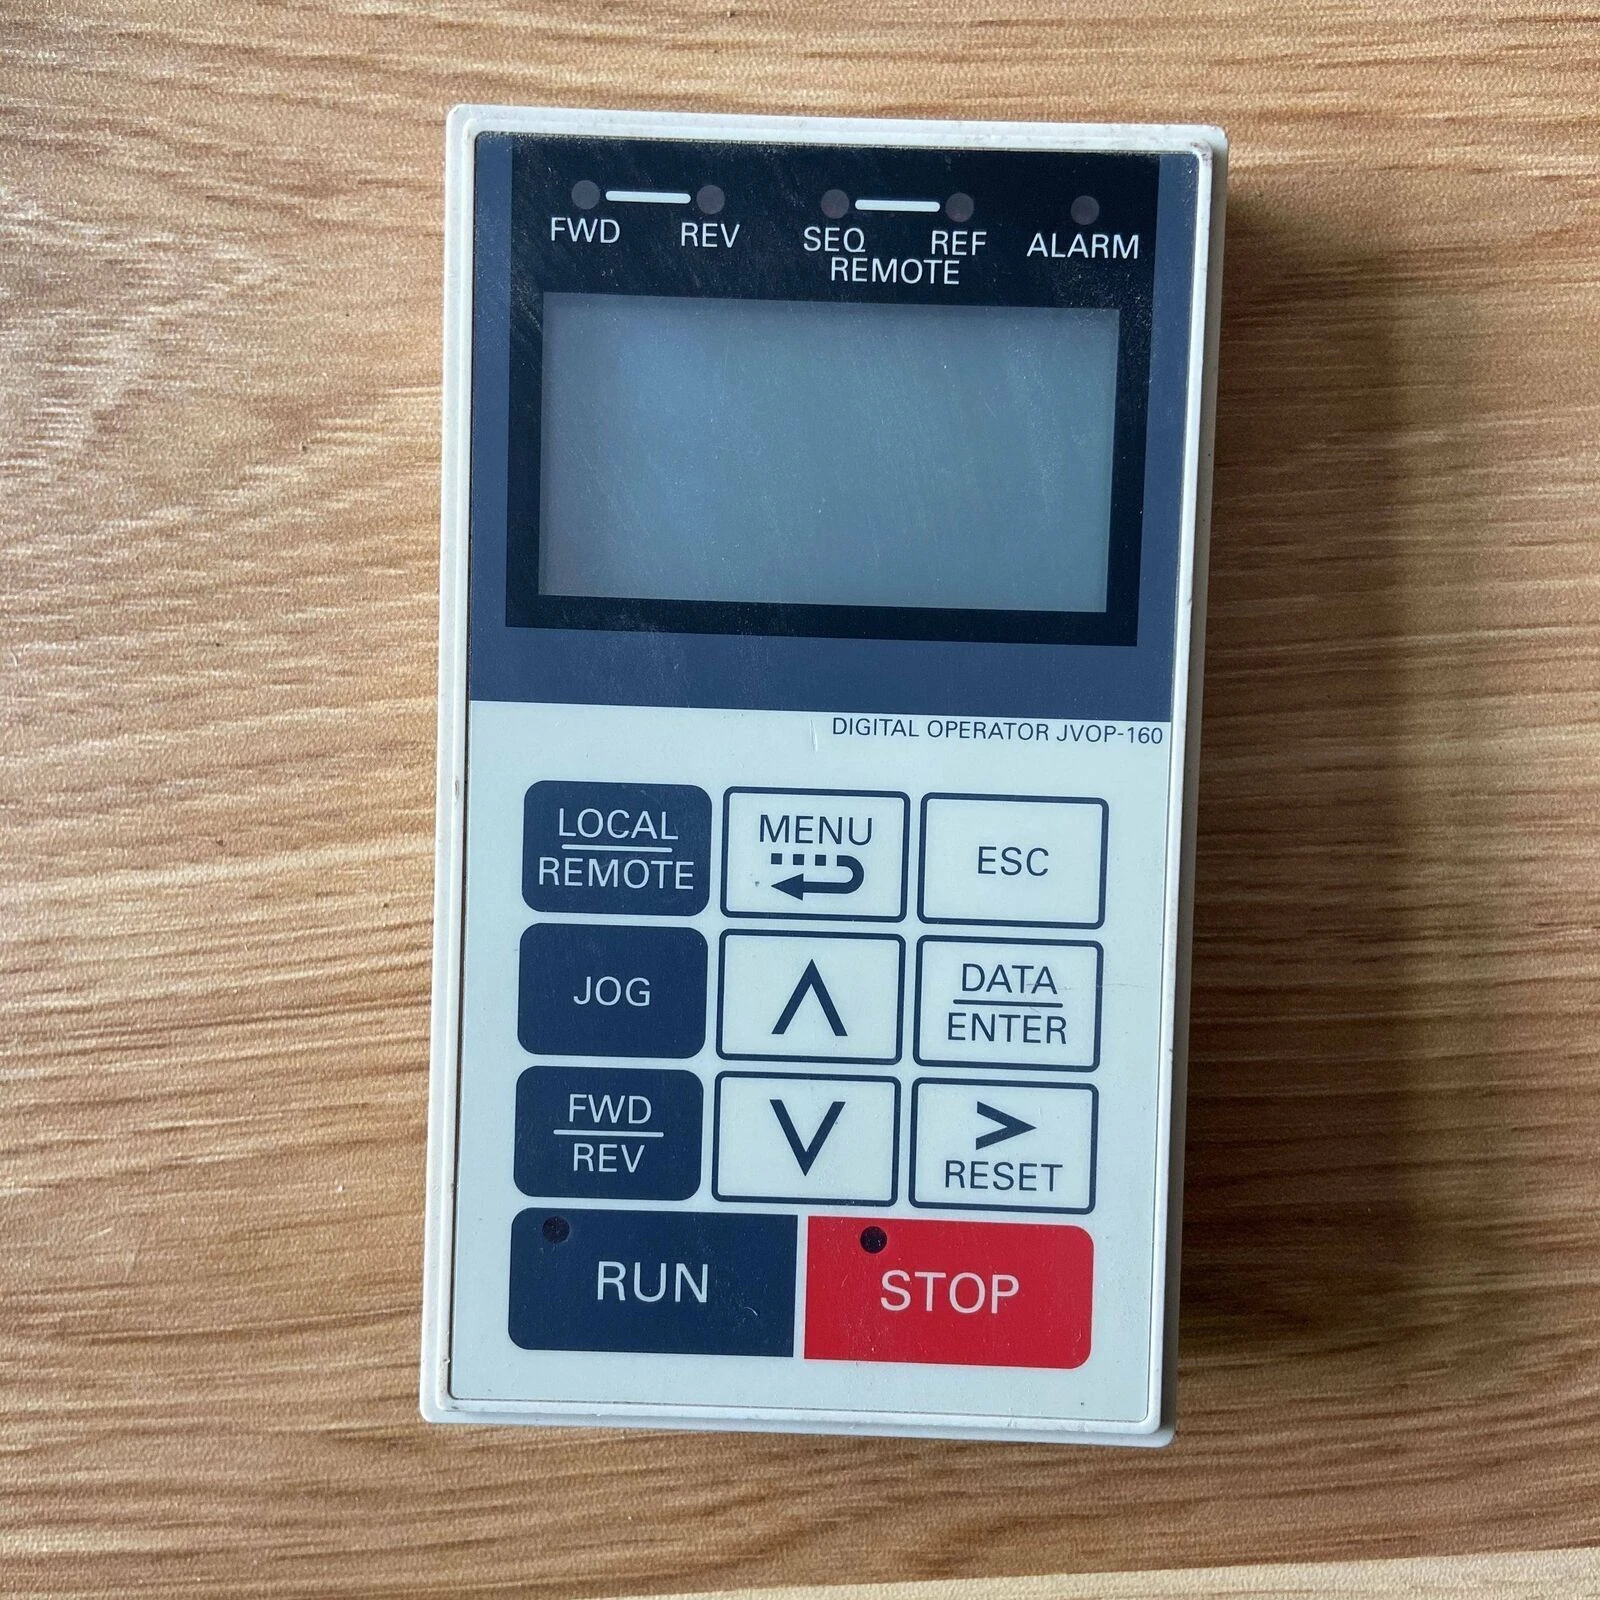 FWD REV SEQ REF ALARM
REMOTE
DIGITAL OPERATOR JVOP-160
LOCAL
REMOTE
MENU
ESC
JOG
DATA
ENTER
FWD
REV
RESET
RUN
STOP